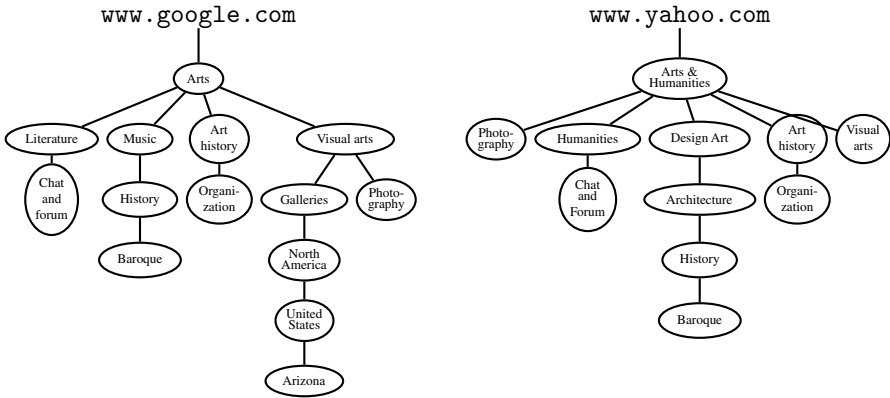 www.google.com
Arts
Literature
Music
Art
history
Visual arts
Chat
and
forum
History
Organi-
zation
Galleries
Photo-
graphy
Baroque
North
America
United
States
Arizona
www.yahoo.com
Arts &
Humanities
Photo-
graphy
Humanities
Design Art
Art
history
Visual
arts
Chat
and
Forum
Architecture
Organi-
zation
History
Baroque